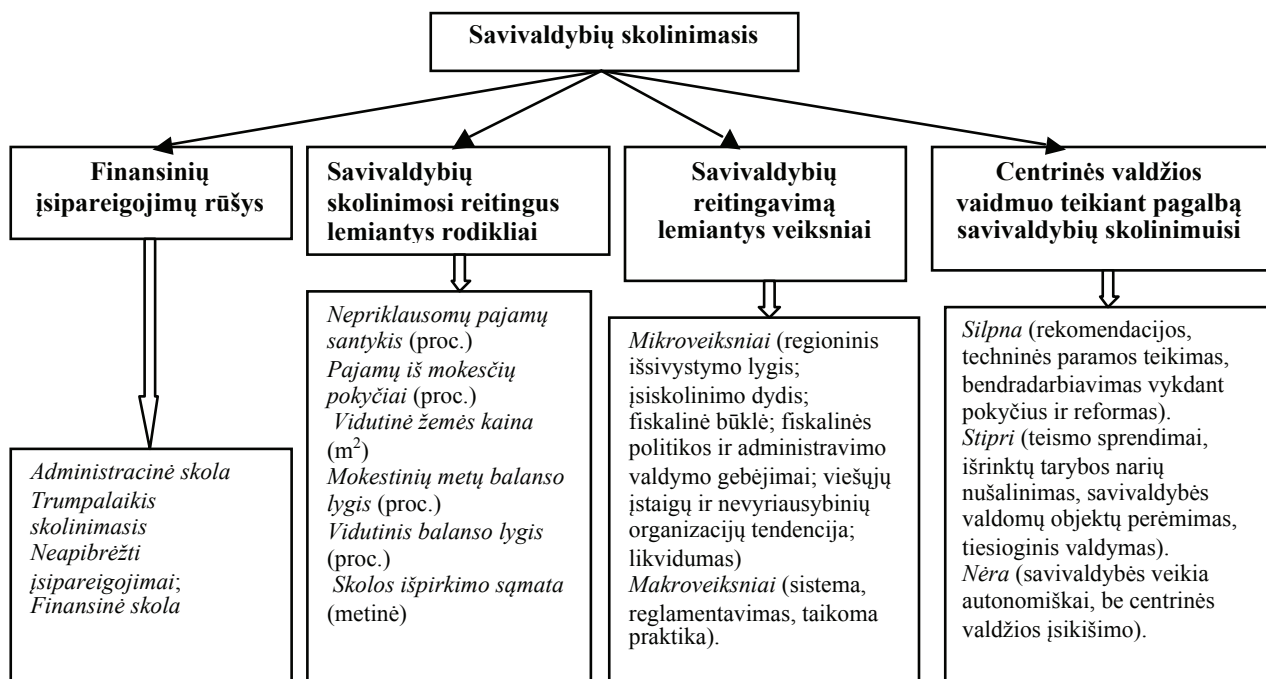 Savivaldybių skolinimasis
Finansinių
įsipareigojimų rūšys
Savivaldybių
skolinimosi reitingus
lemiantys rodikliai
Savivaldybių
reitingavimą
lemiantys veiksniai
Centrinės valdžios
vaidmuo teikiant pagalbą
savivaldybių skolinimuisi
Administracinė skola
Trumpalaikis
skolinimasis
Neapibrėžti
įsipareigojimai;
Finansinė skola
Nepriklausomų pajamų
santykis (proc.)
Pajamų iš mokesčių
pokyčiai (proc.)
Vidutinė žemės kaina
(m²)
Mokestinių metų balanso
lygis (proc.)
Vidutinis balanso lygis
(proc.)
Skolos išpirkimo sąmata
(metinė)
Mikroveiksniai (regioninis
išsivystymo lygis;
įsiskolinimo dydis;
fiskalinė būklė; fiskalinės
politikos ir administravimo
valdymo gebėjimai; viešųjų
įstaigų ir nevyriausybinių
organizacijų tendencija;
likvidumas)
Makroveiksniai (sistema,
reglamentavimas, taikoma
praktika).
Silpna (rekomendacijos,
techninės paramos teikimas,
bendradarbiavimas vykdant
pokyčius ir reformas).
Stipri (teismo sprendimai,
išrinktų tarybos narių
nušalinimas, savivaldybės
valdomų objektų perėmimas,
tiesioginis valdymas).
Nėra (savivaldybės veikia
autonomiškai, be centrinės
valdžios įsikišimo).